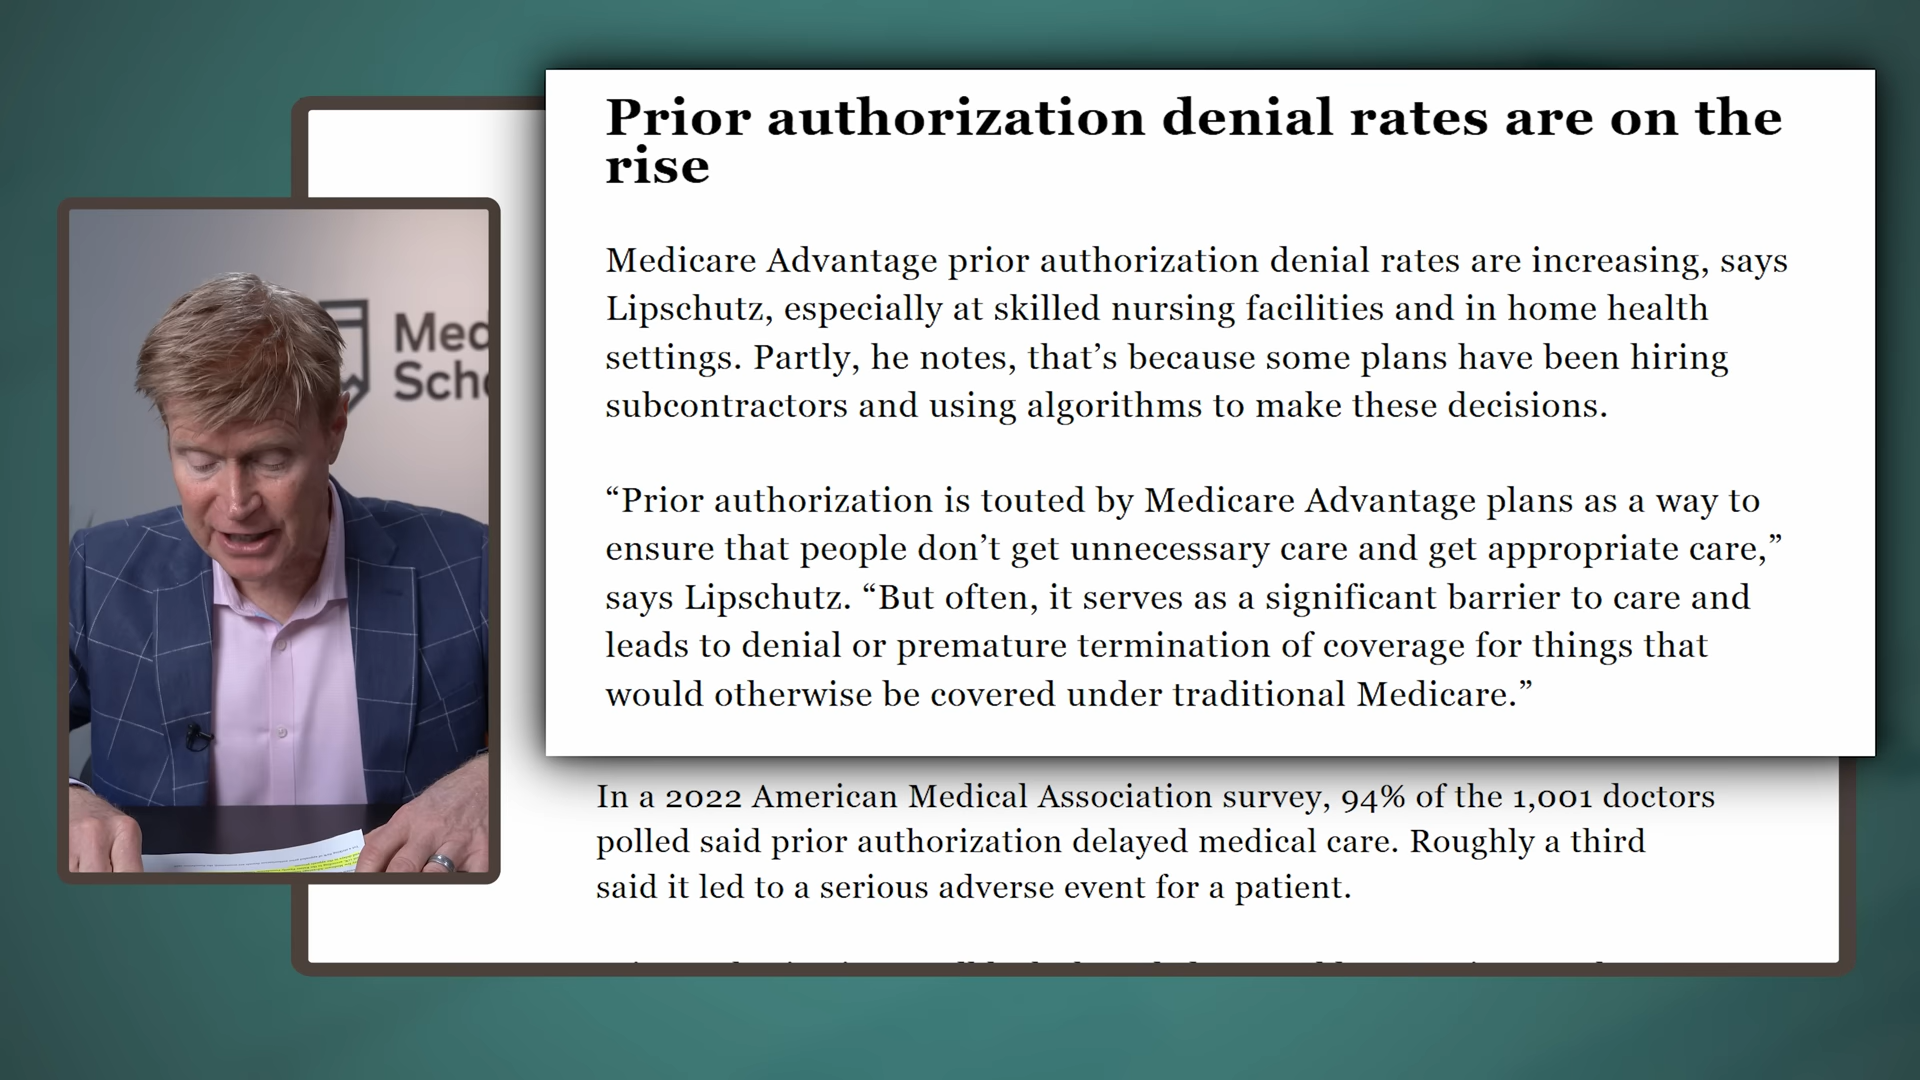 Prior authorization denial rates are on the
rise
Medicare Advantage prior authorization denial rates are increasing, says
Lipschutz, especially at skilled nursing facilities and in home health
settings. Partly, he notes, that’s because some plans have been hiring
subcontractors and using algorithms to make these decisions.
“Prior authorization is touted by Medicare Advantage plans as a way to
ensure that people don’t get unnecessary care and get appropriate care,”
says Lipschutz. “But often, it serves as a significant barrier to care and
leads to denial or premature termination of coverage for things that
would otherwise be covered under traditional Medicare.”
In a 2022 American Medical Association survey, 94% of the 1,001 doctors
polled said prior authorization delayed medical care. Roughly a third
said it led to a serious adverse event for a patient.
Med
Scho